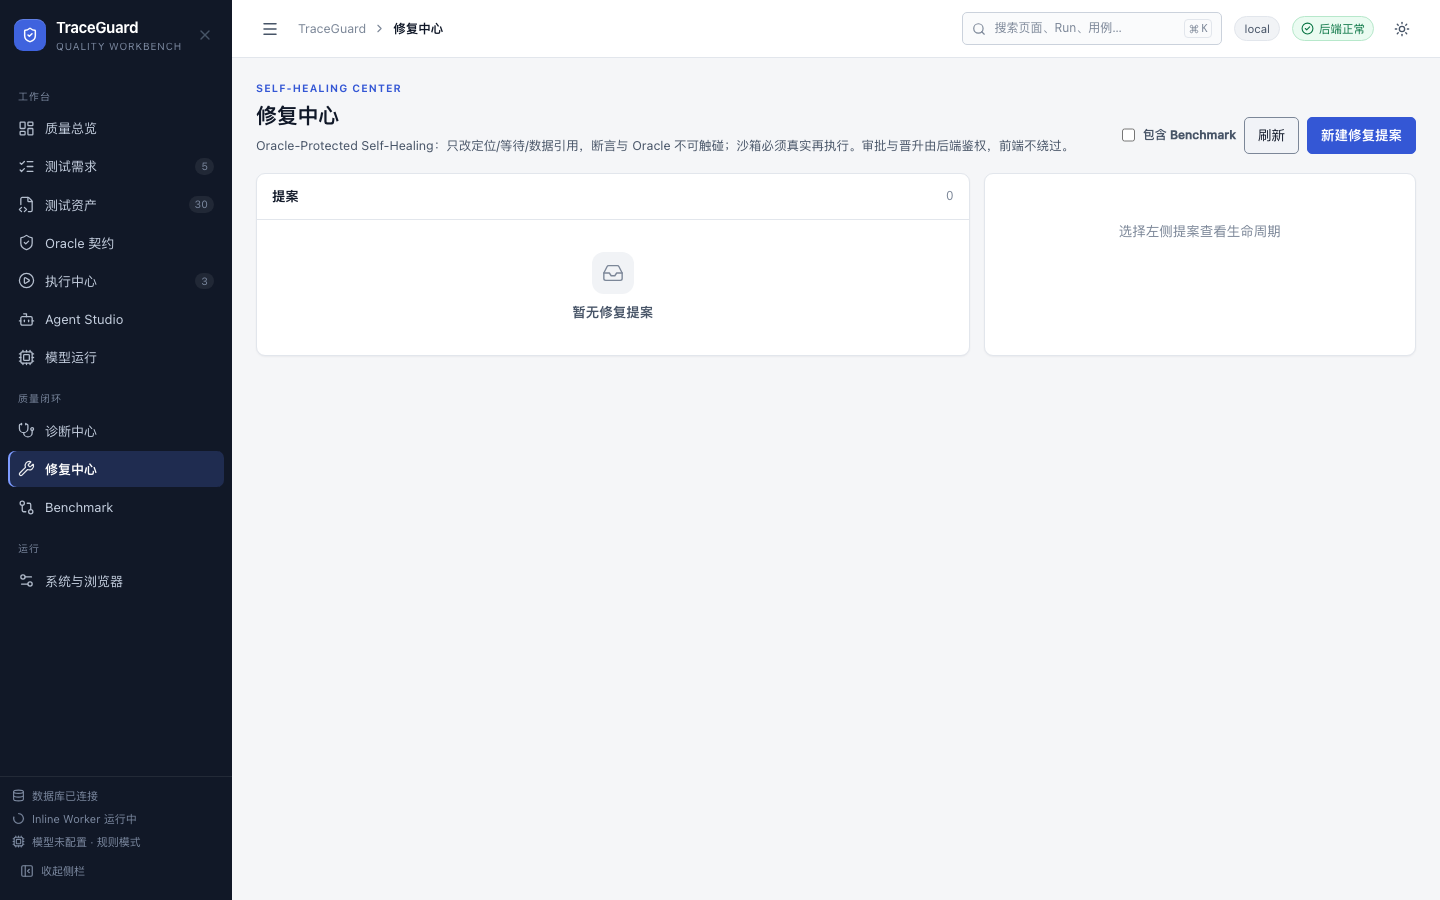 TraceGuard
QUALITY WORKBENCH
工作台
质量总览
测试需求 5
测试资产 30
Oracle 契约
执行中心 3
Agent Studio
模型运行
质量闭环
诊断中心
修复中心
Benchmark
运行
系统与浏览器
数据库已连接
Inline Worker 运行中
模型未配置 · 规则模式
收起侧栏
TraceGuard > 修复中心
搜索页面、Run、用例... ⌘ K
local
后端正常
SELF-HEALING CENTER
修复中心
Oracle-Protected Self-Healing：只改定位/等待/数据引用，断言与 Oracle 不可触碰；沙箱必须真实再执行。审批与晋升由后端鉴权，前端不绕过。
包含 Benchmark
刷新
新建修复提案
提案 0
暂无修复提案
选择左侧提案查看生命周期